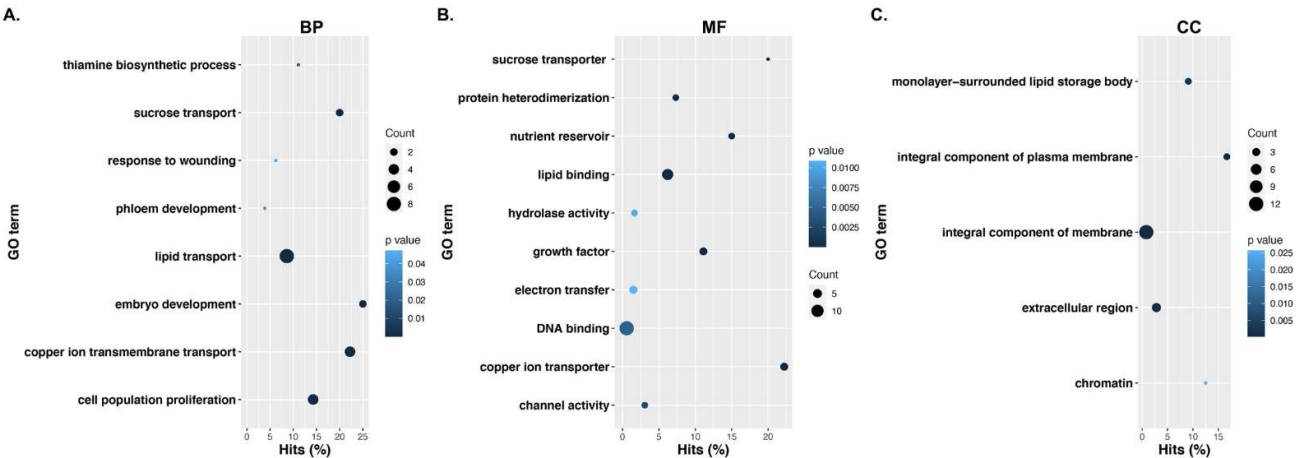 A.
BP
GO term
thiamine biosynthetic process
sucrose transport
response to wounding
phloem development
lipid transport
embryo development
copper ion transmembrane transport
cell population proliferation
0 5 10 15 20 25
Hits (%)
Count
2
4
6
8
p value
0.04
0.03
0.02
0.01
B.
MF
GO term
sucrose transporter
protein heterodimerization
nutrient reservoir
lipid binding
hydrolase activity
growth factor
electron transfer
DNA binding
copper ion transporter
channel activity
0 5 10 15 20
Hits (%)
p value
0.0100
0.0075
0.0050
0.0025
Count
5
10
C.
CC
GO term
monolayer-surrounded lipid storage body
integral component of plasma membrane
integral component of membrane
extracellular region
chromatin
0 5 10 15
Hits (%)
Count
3
6
9
12
p value
0.025
0.020
0.015
0.010
0.005